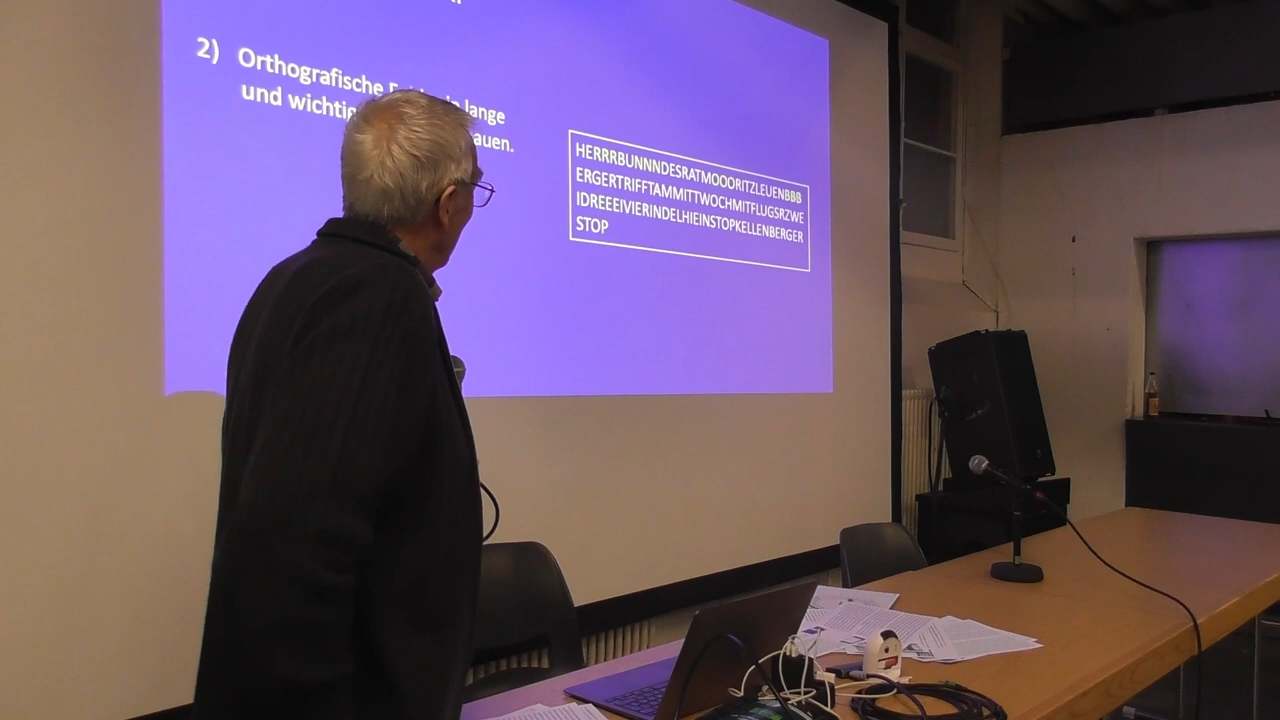 2) Orthografische lange
und wichtig auen.
HERRRBUNNNDESRATMOOORITZLEUENBBB
ERGERTRIFFTAMMITTWOCHMITFLUGSRZWE
IDREEEIVIERINDELHIEINSTOPKELLENBERGER
STOP